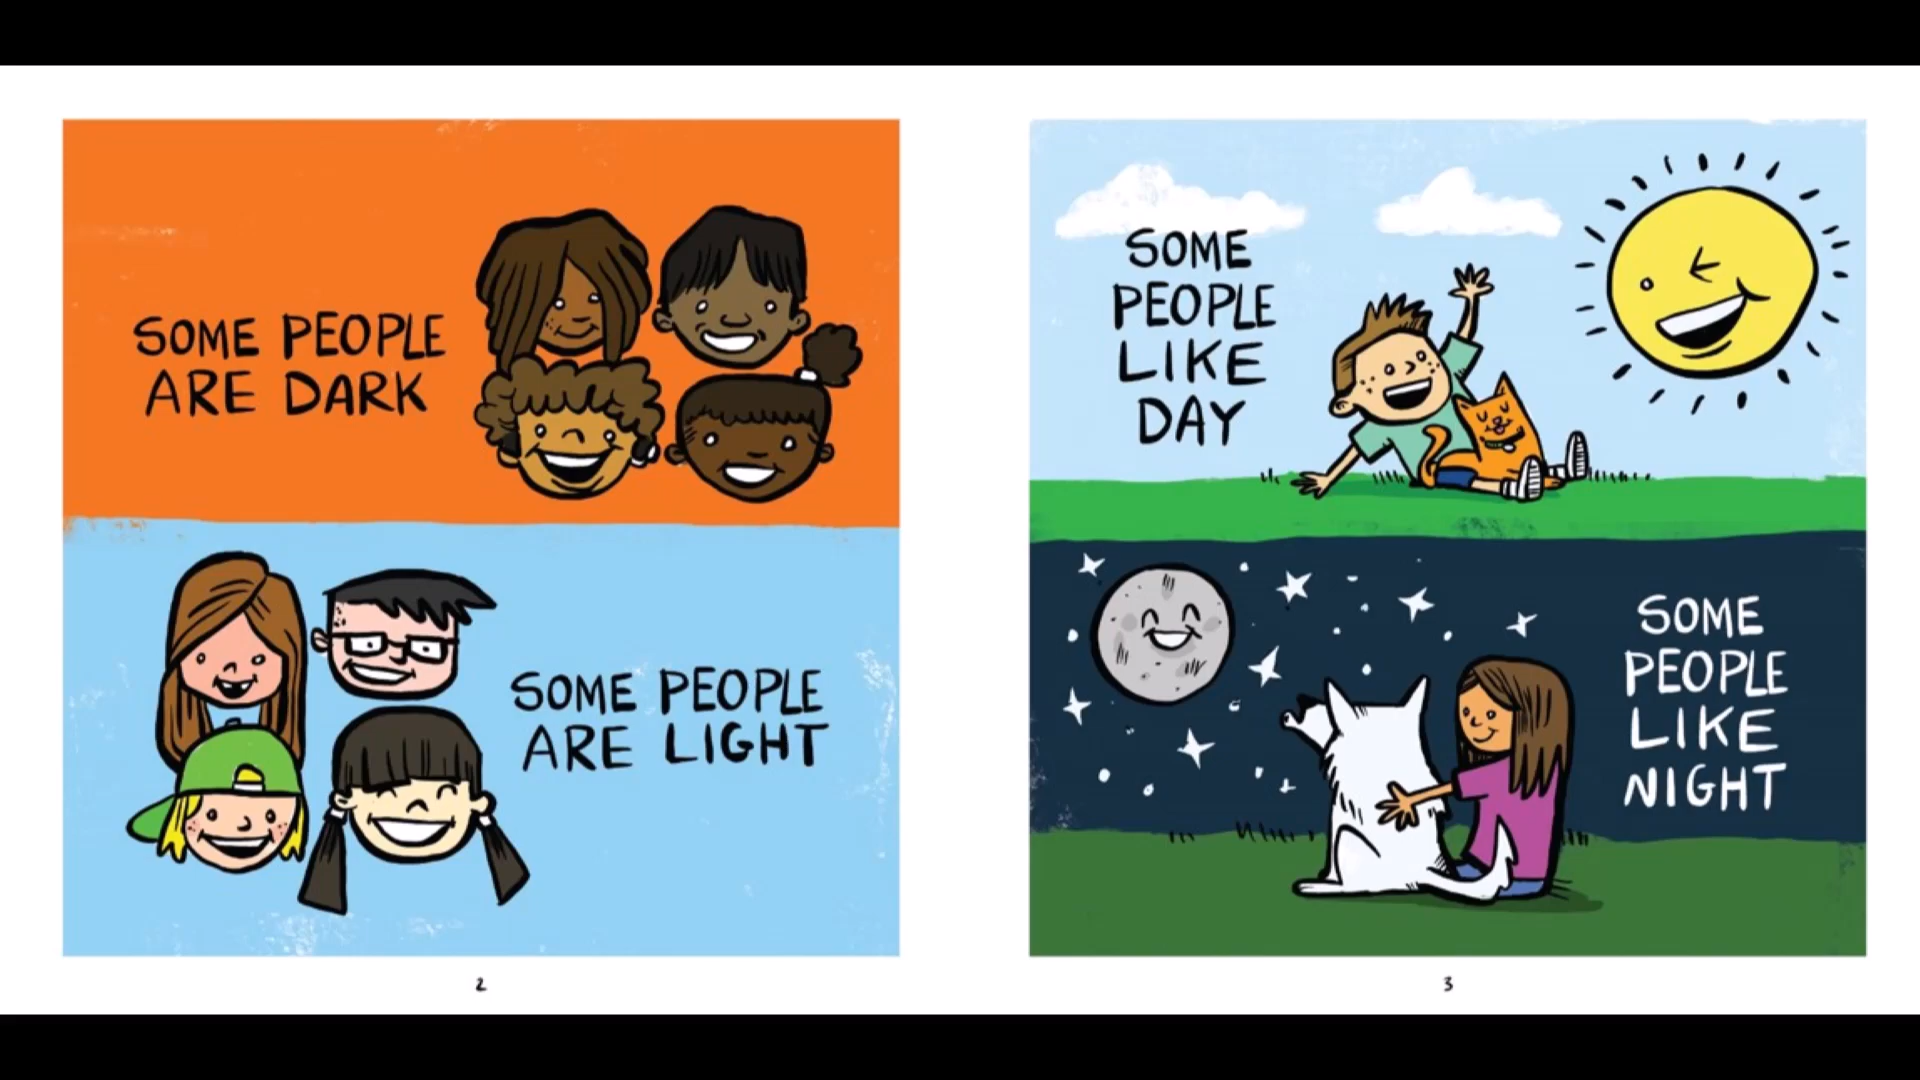 SOME PEOPLE
ARE DARK
SOME PEOPLE
ARE LIGHT
2
SOME
PEOPLE
LIKE
DAY
SOME
PEOPLE
LIKE
NIGHT
3